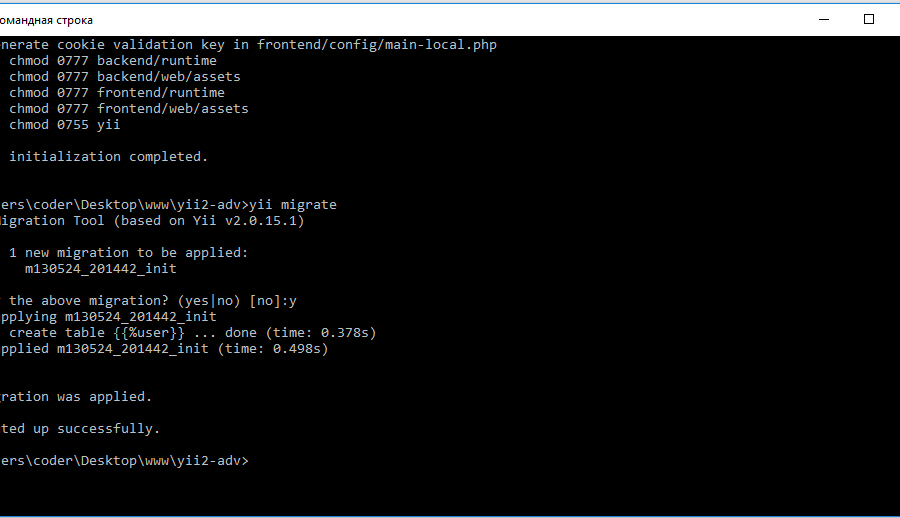 омандная строка
nerate cookie validation key in frontend/config/main-local.php
chmod 0777 backend/runtime
chmod 0777 backend/web/assets
chmod 0777 frontend/runtime
chmod 0777 frontend/web/assets
chmod 0755 yii
initialization completed.
ers\coder\Desktop\www\yii2-adv>yii migrate
igration Tool (based on Yii v2.0.15.1)
1 new migration to be applied:
m130524_201442_init
the above migration? (yes|no) [no]:y
pplying m130524_201442_init
create table {{%user}} ... done (time: 0.378s)
pplied m130524_201442_init (time: 0.498s)
ration was applied.
ted up successfully.
ers\coder\Desktop\www\yii2-adv>